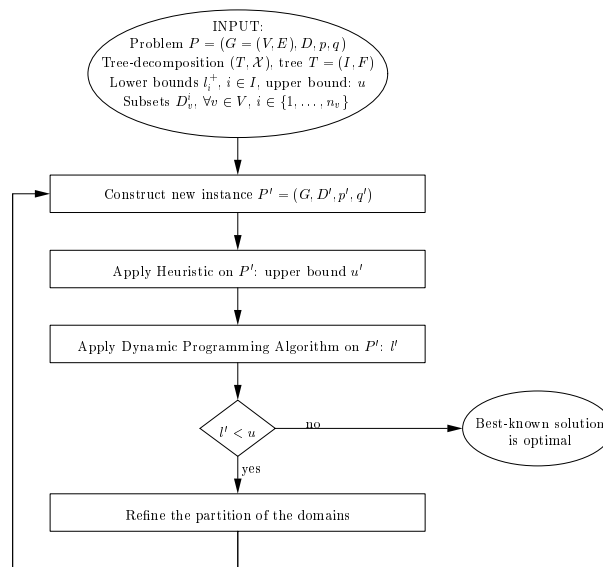 INPUT:
Problem P = (G = (V, E), D, p, q)
Tree-decomposition (T, 𝒳), tree T = (I, F)
Lower bounds l_i^+, i ∈ I, upper bound: u
Subsets D_v^i, ∀v ∈ V, i ∈ {1, . . . , n_v}
Construct new instance P′ = (G, D′, p′, q′)
Apply Heuristic on P′: upper bound u′
Apply Dynamic Programming Algorithm on P′: l′
l′ < u
no
Best-known solution
is optimal
yes
Refine the partition of the domains